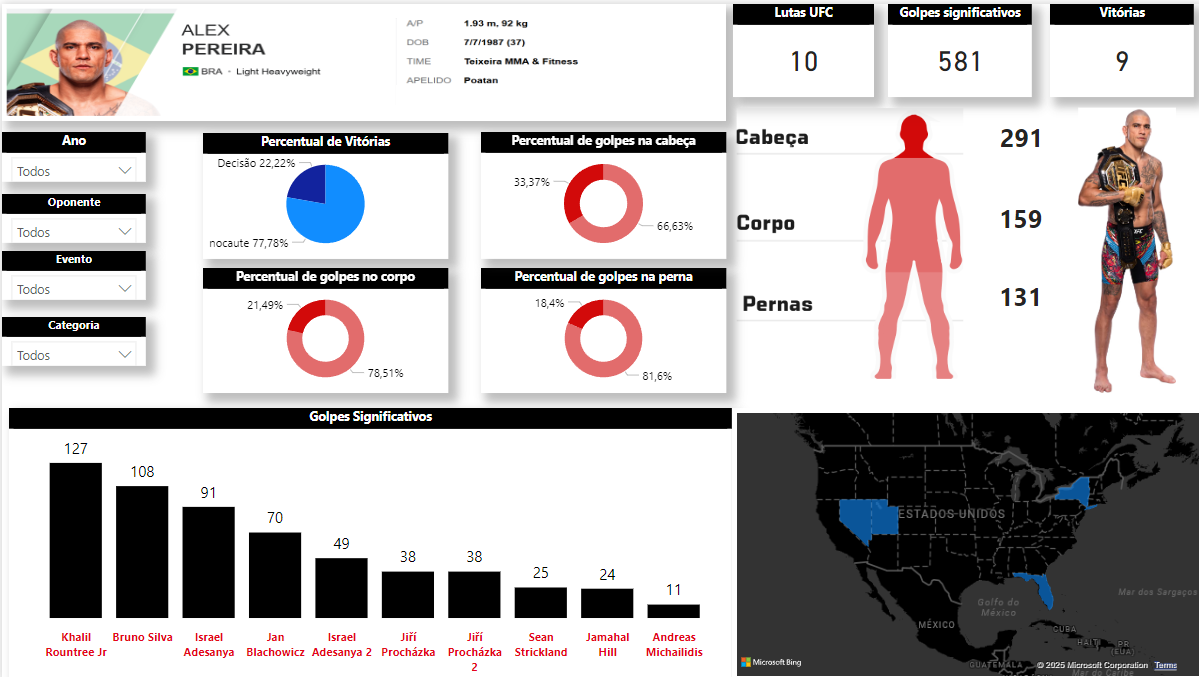 ALEX
PEREIRA
BRA - Light Heavyweight
A/P 1.93 m, 92 kg
DOB 7/7/1987 (37)
TIME Teixeira MMA & Fitness
APELIDO Poatan
Lutas UFC
10
Golpes significativos
581
Vitórias
9
Ano
Todos
Oponente
Todos
Evento
Todos
Categoria
Todos
Percentual de Vitórias
Decisão 22,22%
nocaute 77,78%
Percentual de golpes na cabeça
33,37%
66,63%
Percentual de golpes no corpo
21,49%
78,51%
Percentual de golpes na perna
18,4%
81,6%
Cabeça 291
Corpo 159
Pernas 131
Golpes Significativos
127
108
91
70
49
38
38
25
24
11
Khalil
Rountree Jr
Bruno Silva
Israel
Adesanya
Jan
Blachowicz
Israel
Adesanya 2
Jiří
Procházka
Jiří
Procházka
2
Sean
Strickland
Jamahal
Hill
Andreas
Michailidis
ESTADOS UNIDOS
Golfo do
México
Mar dos Sargaços
MÉXICO
CUBA
HAITI
PR
(EUA)
GUATEMALA
Mar do Caribe
Microsoft Bing
© 2025 Microsoft Corporation Terms